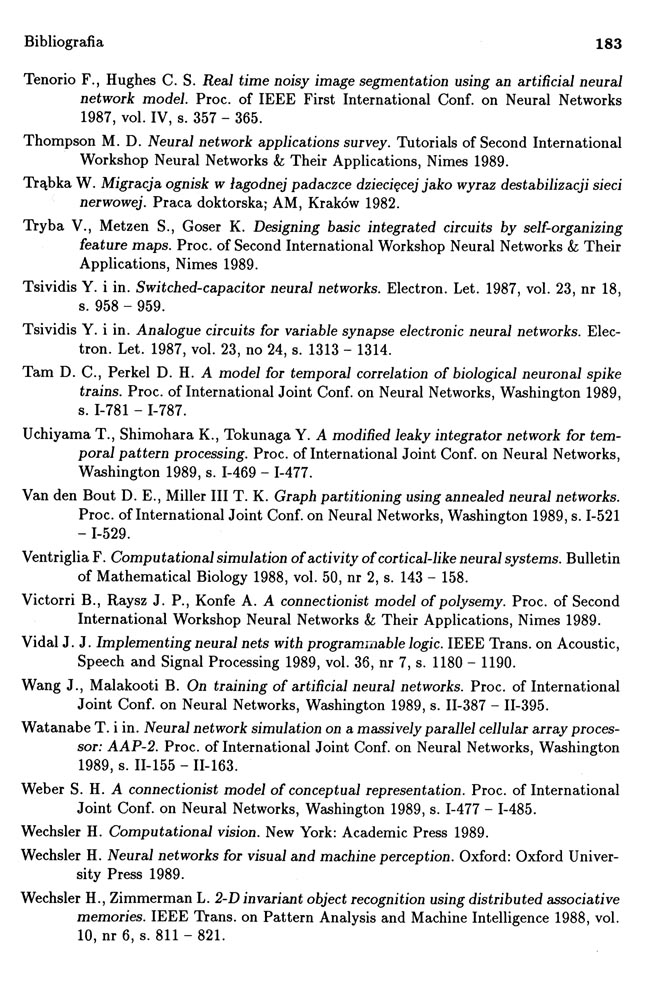 Bibliografia 183
Tenorio F., Hughes C. S. Real time noisy image segmentation using an artificial neural
network model. Proc. of IEEE First International Conf. on Neural Networks
1987, vol. IV, s. 357 – 365.
Thompson M. D. Neural network applications survey. Tutorials of Second International
Workshop Neural Networks & Their Applications, Nimes 1989.
Trąbka W. Migracja ognisk w łagodnej padaczce dziecięcej jako wyraz destabilizacji sieci
nerwowej. Praca doktorska; AM, Kraków 1982.
Tryba V., Metzen S., Goser K. Designing basic integrated circuits by self-organizing
feature maps. Proc. of Second International Workshop Neural Networks & Their
Applications, Nimes 1989.
Tsividis Y. i in. Switched-capacitor neural networks. Electron. Let. 1987, vol. 23, nr 18,
s. 958 – 959.
Tsividis Y. i in. Analogue circuits for variable synapse electronic neural networks. Elec-
tron. Let. 1987, vol. 23, no 24, s. 1313 – 1314.
Tam D. C., Perkel D. H. A model for temporal correlation of biological neuronal spike
trains. Proc. of International Joint Conf. on Neural Networks, Washington 1989,
s. I-781 – I-787.
Uchiyama T., Shimohara K., Tokunaga Y. A modified leaky integrator network for tem-
poral pattern processing. Proc. of International Joint Conf. on Neural Networks,
Washington 1989, s. I-469 – I-477.
Van den Bout D. E., Miller III T. K. Graph partitioning using annealed neural networks.
Proc. of International Joint Conf. on Neural Networks, Washington 1989, s. I-521
– I-529.
Ventriglia F. Computational simulation of activity of cortical-like neural systems. Bulletin
of Mathematical Biology 1988, vol. 50, nr 2, s. 143 – 158.
Victorri B., Raysz J. P., Konfe A. A connectionist model of polysemy. Proc. of Second
International Workshop Neural Networks & Their Applications, Nimes 1989.
Vidal J. J. Implementing neural nets with programmable logic. IEEE Trans. on Acoustic,
Speech and Signal Processing 1989, vol. 36, nr 7, s. 1180 – 1190.
Wang J., Malakooti B. On training of artificial neural networks. Proc. of International
Joint Conf. on Neural Networks, Washington 1989, s. II-387 – II-395.
Watanabe T. i in. Neural network simulation on a massively parallel cellular array proces-
sor: AAP-2. Proc. of International Joint Conf. on Neural Networks, Washington
1989, s. II-155 – II-163.
Weber S. H. A connectionist model of conceptual representation. Proc. of International
Joint Conf. on Neural Networks, Washington 1989, s. I-477 – I-485.
Wechsler H. Computational vision. New York: Academic Press 1989.
Wechsler H. Neural networks for visual and machine perception. Oxford: Oxford Univer-
sity Press 1989.
Wechsler H., Zimmerman L. 2-D invariant object recognition using distributed associative
memories. IEEE Trans. on Pattern Analysis and Machine Intelligence 1988, vol.
10, nr 6, s. 811 – 821.